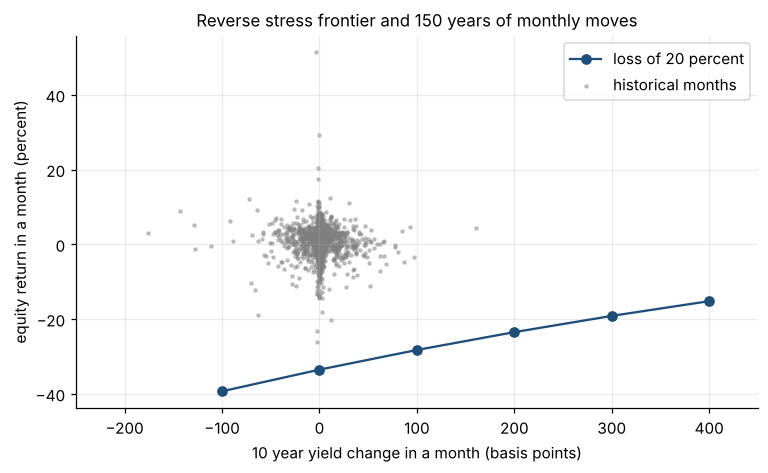 Reverse stress frontier and 150 years of monthly moves
equity return in a month (percent)
40
20
0
−20
−40
loss of 20 percent
historical months
−200 −100 0 100 200 300 400
10 year yield change in a month (basis points)